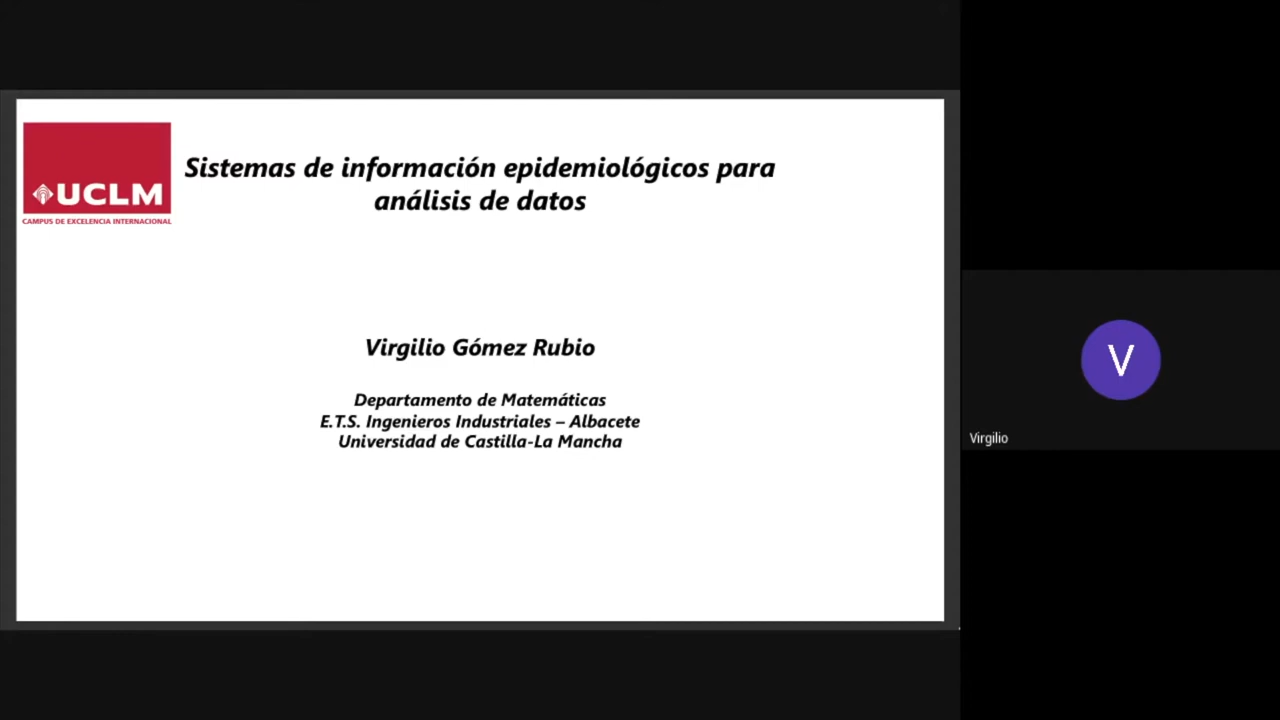 UCLM
CAMPUS DE EXCELENCIA INTERNACIONAL
Sistemas de información epidemiológicos para
análisis de datos
Virgilio Gómez Rubio
Departamento de Matemáticas
E.T.S. Ingenieros Industriales – Albacete
Universidad de Castilla-La Mancha
V
Virgilio